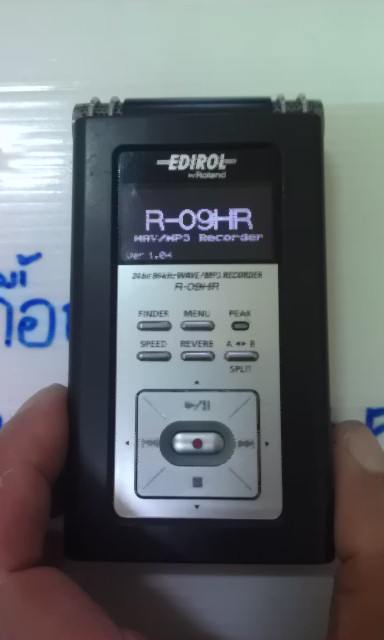 EDIROL
by Roland
R-09HR
WAV/MP3 Recorder
Ver 1.04
24bit 96kHz WAVE/MP3 RECORDER
R-09HR
FINDER MENU PEAK
SPEED REVERB A ◄► B
SPLIT